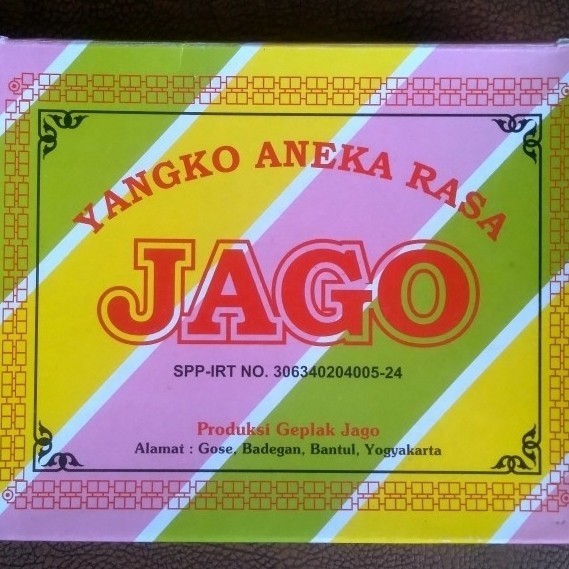 YANGKO ANEKA RASA
JAGO
SPP-IRT NO. 306340204005-24
Produksi Geplak Jago
Alamat : Gose, Badegan, Bantul, Yogyakarta